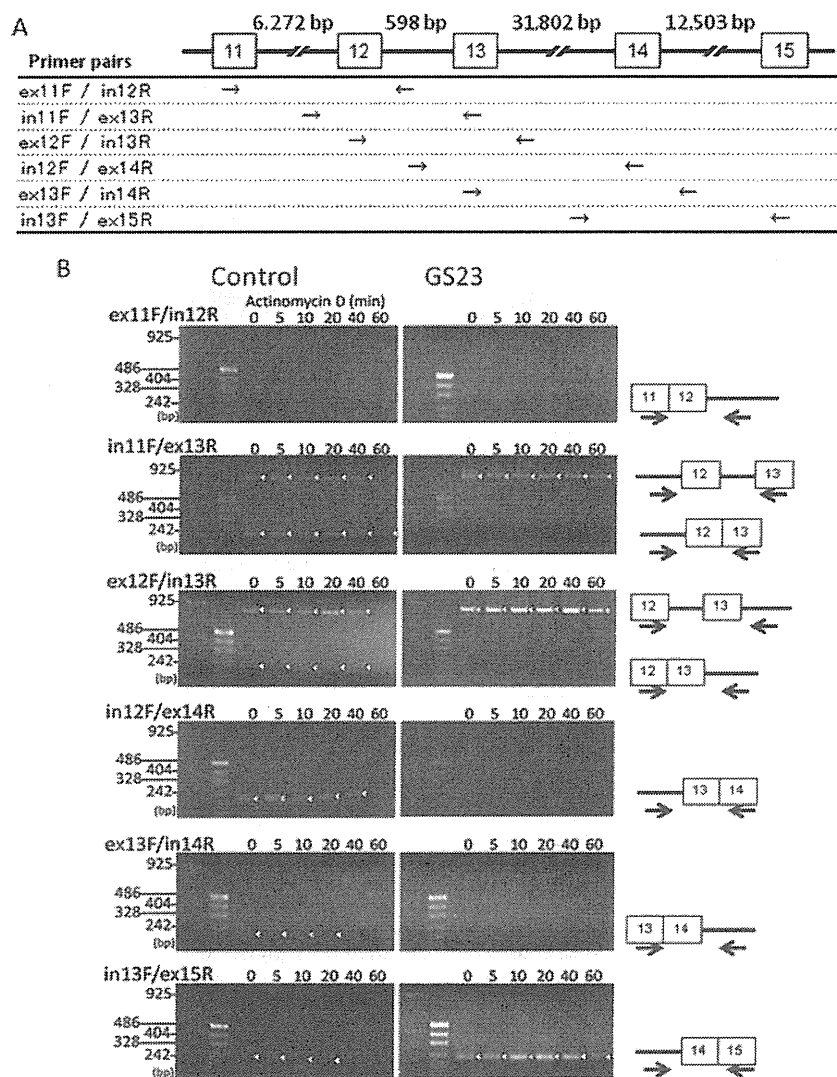 A
6.272 bp 598 bp 31,802 bp 12,503 bp
11 12 13 14 15
Primer pairs
ex11F / in12R
in11F / ex13R
ex12F / in13R
in12F / ex14R
ex13F / in14R
in13F / ex15R
B
Control GS23
Actinomycin D (min)
ex11F/in12R 0 5 10 20 40 60 0 5 10 20 40 60
925
486
404
328
242
(bp)
11 12
in11F/ex13R 0 5 10 20 40 60 0 5 10 20 40 60
925
486
404
328
242
(bp)
12 13
12 13
ex12F/in13R 0 5 10 20 40 60 0 5 10 20 40 60
925
486
404
328
242
(bp)
12 13
12 13
in12F/ex14R 0 5 10 20 40 60 0 5 10 20 40 60
925
486
404
328
242
(bp)
13 14
ex13F/in14R 0 5 10 20 40 60 0 5 10 20 40 60
925
486
404
328
242
(bp)
13 14
in13F/ex15R 0 5 10 20 40 60 0 5 10 20 40 60
925
486
404
328
242
(bp)
14 15